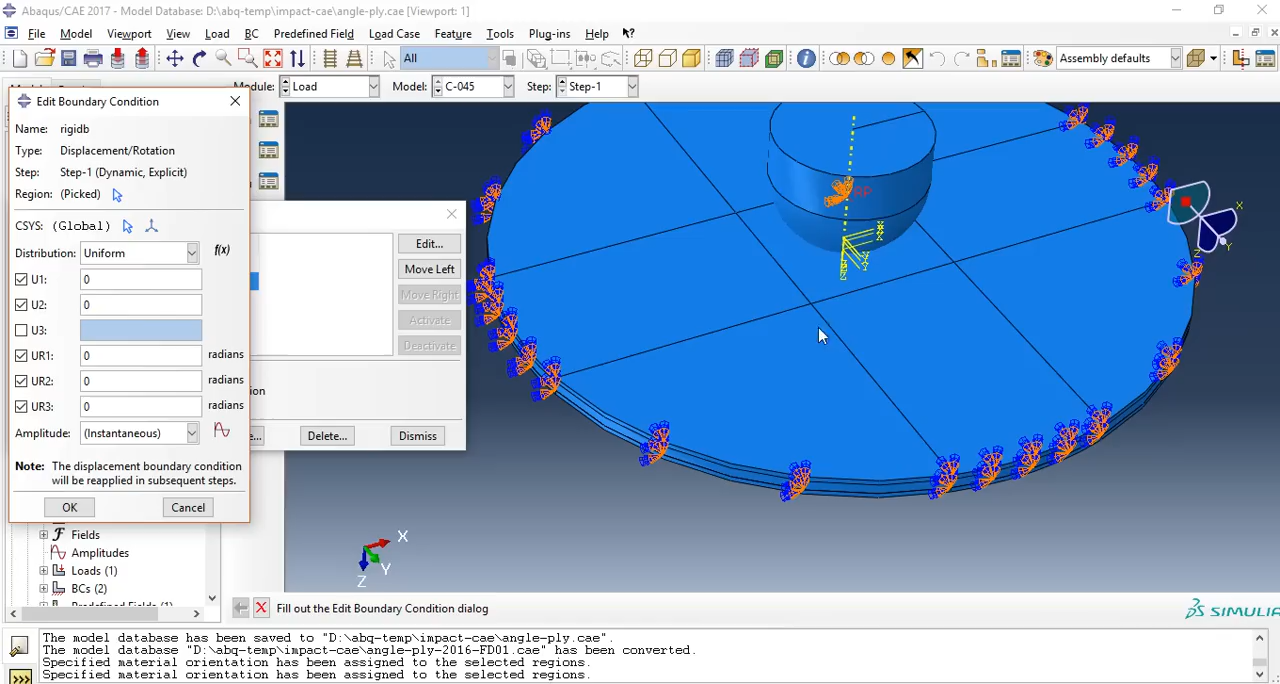 Abaqus/CAE 2017 - Model Database: D:\abq-temp\impact-cae\angle-ply.cae [Viewport: 1]
File Model Viewport View Load BC Predefined Field Load Case Feature Tools Plug-ins Help
All
Assembly defaults
Module: Load Model: C-045 Step: Step-1
Edit Boundary Condition
Name: rigidb
Type: Displacement/Rotation
Step: Step-1 (Dynamic, Explicit)
Region: (Picked)
CSYS: (Global)
Distribution: Uniform f(x)
U1: 0
U2: 0
U3:
UR1: 0 radians
UR2: 0 radians
UR3: 0 radians
Amplitude: (Instantaneous)
Note: The displacement boundary condition
will be reapplied in subsequent steps.
OK Cancel
Edit...
Move Left
Move Right
Activate
Deactivate
Delete... Dismiss
RP
X
Y
Z
X
Y
Z
Fields
Amplitudes
Loads (1)
BCs (2)
Fill out the Edit Boundary Condition dialog
SIMULIA
The model database has been saved to "D:\abq-temp\impact-cae\angle-ply.cae".
The model database "D:\abq-temp\impact-cae\angle-ply-2016-FD01.cae" has been converted.
Specified material orientation has been assigned to the selected regions.
Specified material orientation has been assigned to the selected regions.
>>>